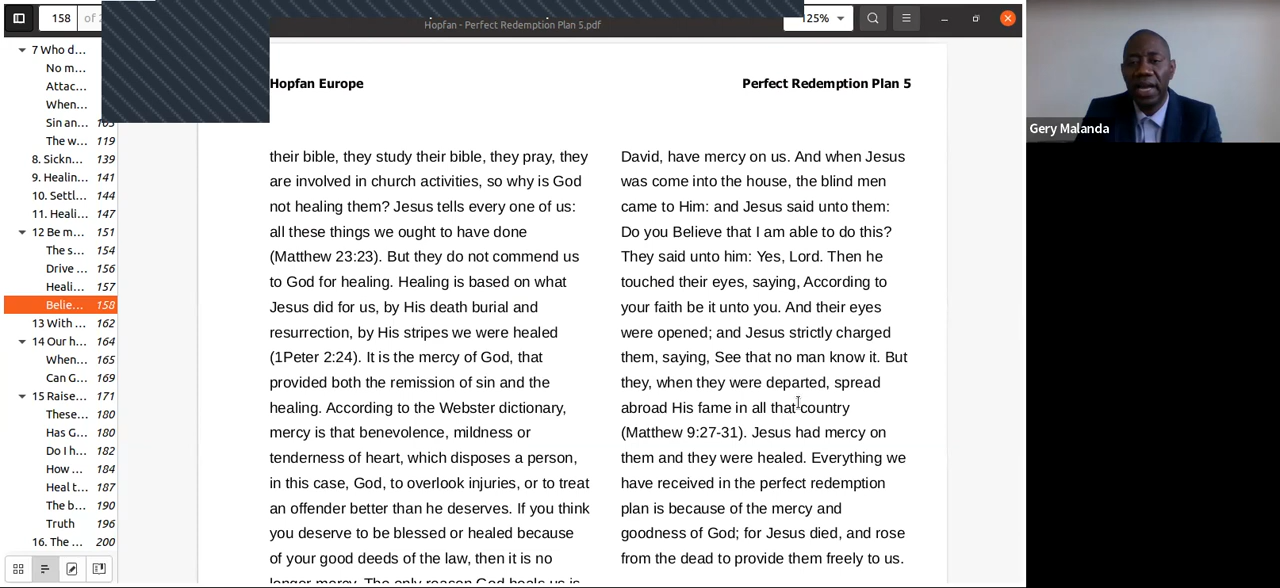 158
of
Hopfan - Perfect Redemption Plan 5.pdf
125%
7 Who d...
No m...
Attac...
When...
Sin an...
The w... 119
8. Sickn... 139
9. Healin... 141
10. Settl... 144
11. Heali... 147
12 Be m... 151
The s... 154
Drive ... 156
Heali... 157
Belie... 158
13 With ... 162
14 Our h... 164
When... 165
Can G... 169
15 Raise... 171
These... 180
Has G... 180
Do I h... 182
How ... 184
Heal t... 187
The b... 190
Truth 196
16. The ... 200
Hopfan Europe
Perfect Redemption Plan 5
their bible, they study their bible, they pray, they
are involved in church activities, so why is God
not healing them? Jesus tells every one of us:
all these things we ought to have done
(Matthew 23:23). But they do not commend us
to God for healing. Healing is based on what
Jesus did for us, by His death burial and
resurrection, by His stripes we were healed
(1Peter 2:24). It is the mercy of God, that
provided both the remission of sin and the
healing. According to the Webster dictionary,
mercy is that benevolence, mildness or
tenderness of heart, which disposes a person,
in this case, God, to overlook injuries, or to treat
an offender better than he deserves. If you think
you deserve to be blessed or healed because
of your good deeds of the law, then it is no
longer mercy. The only reason God heals us is
David, have mercy on us. And when Jesus
was come into the house, the blind men
came to Him: and Jesus said unto them:
Do you Believe that I am able to do this?
They said unto him: Yes, Lord. Then he
touched their eyes, saying, According to
your faith be it unto you. And their eyes
were opened; and Jesus strictly charged
them, saying, See that no man know it. But
they, when they were departed, spread
abroad His fame in all that country
(Matthew 9:27-31). Jesus had mercy on
them and they were healed. Everything we
have received in the perfect redemption
plan is because of the mercy and
goodness of God; for Jesus died, and rose
from the dead to provide them freely to us.
Gery Malanda